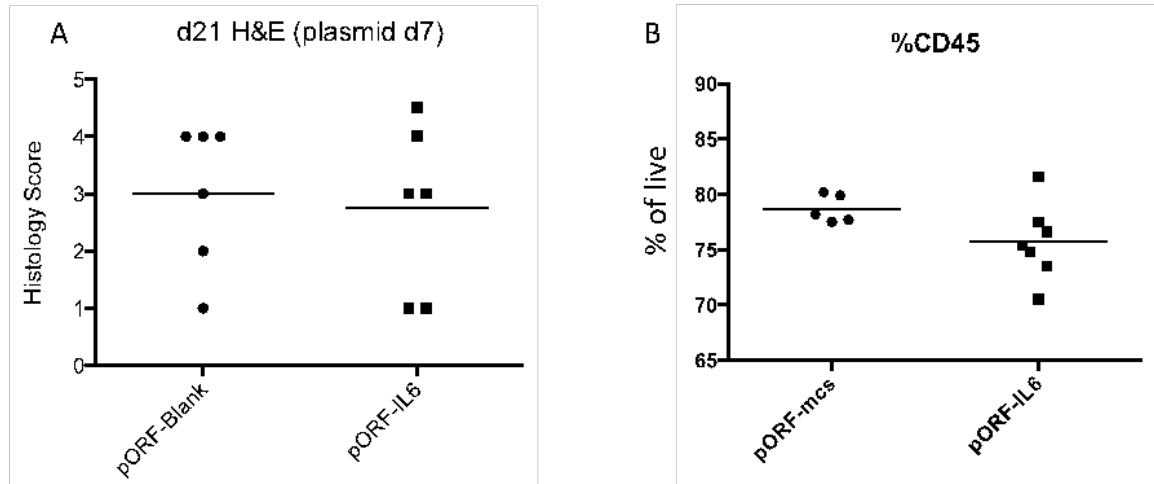 A
d21 H&E (plasmid d7)
Histology Score
5
4
3
2
1
0
pORF-Blank
pORF-IL6
B
%CD45
% of live
90
85
80
75
70
65
pORF-mcs
pORF-IL6